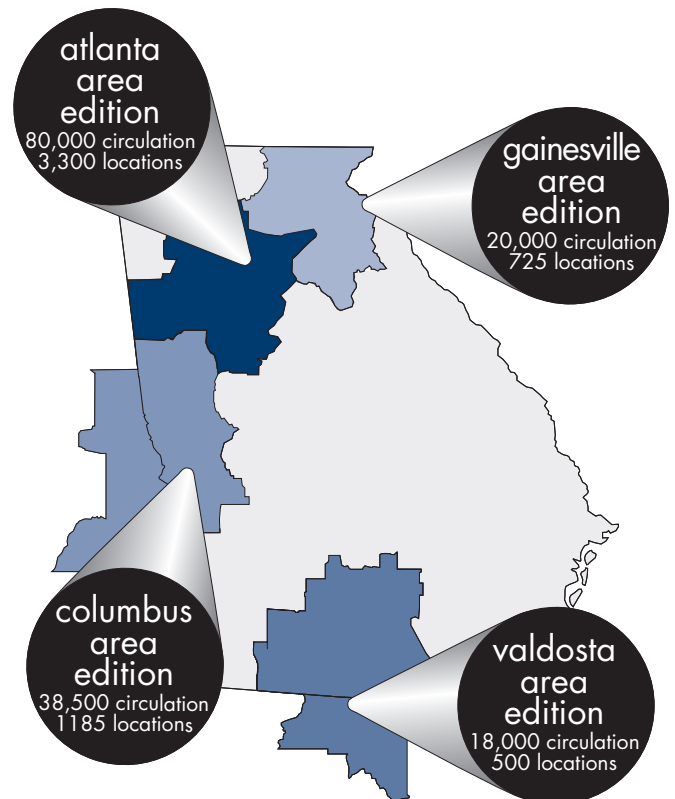 atlanta
area
edition
80,000 circulation
3,300 locations
gainesville
area
edition
20,000 circulation
725 locations
columbus
area
edition
38,500 circulation
1185 locations
valdosta
area
edition
18,000 circulation
500 locations